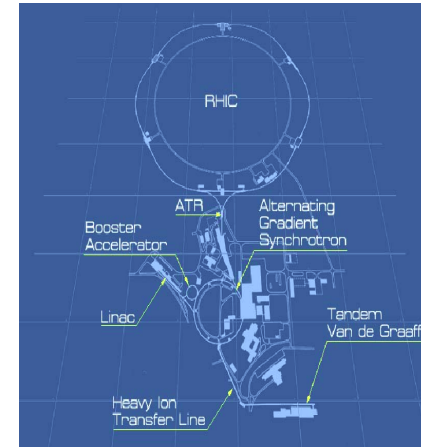 RHIC
ATR
Alternating
Gradient
Synchrotron
Booster
Accelerator
Linac
Tandem
Van de Graaff
Heavy Ion
Transfer Line